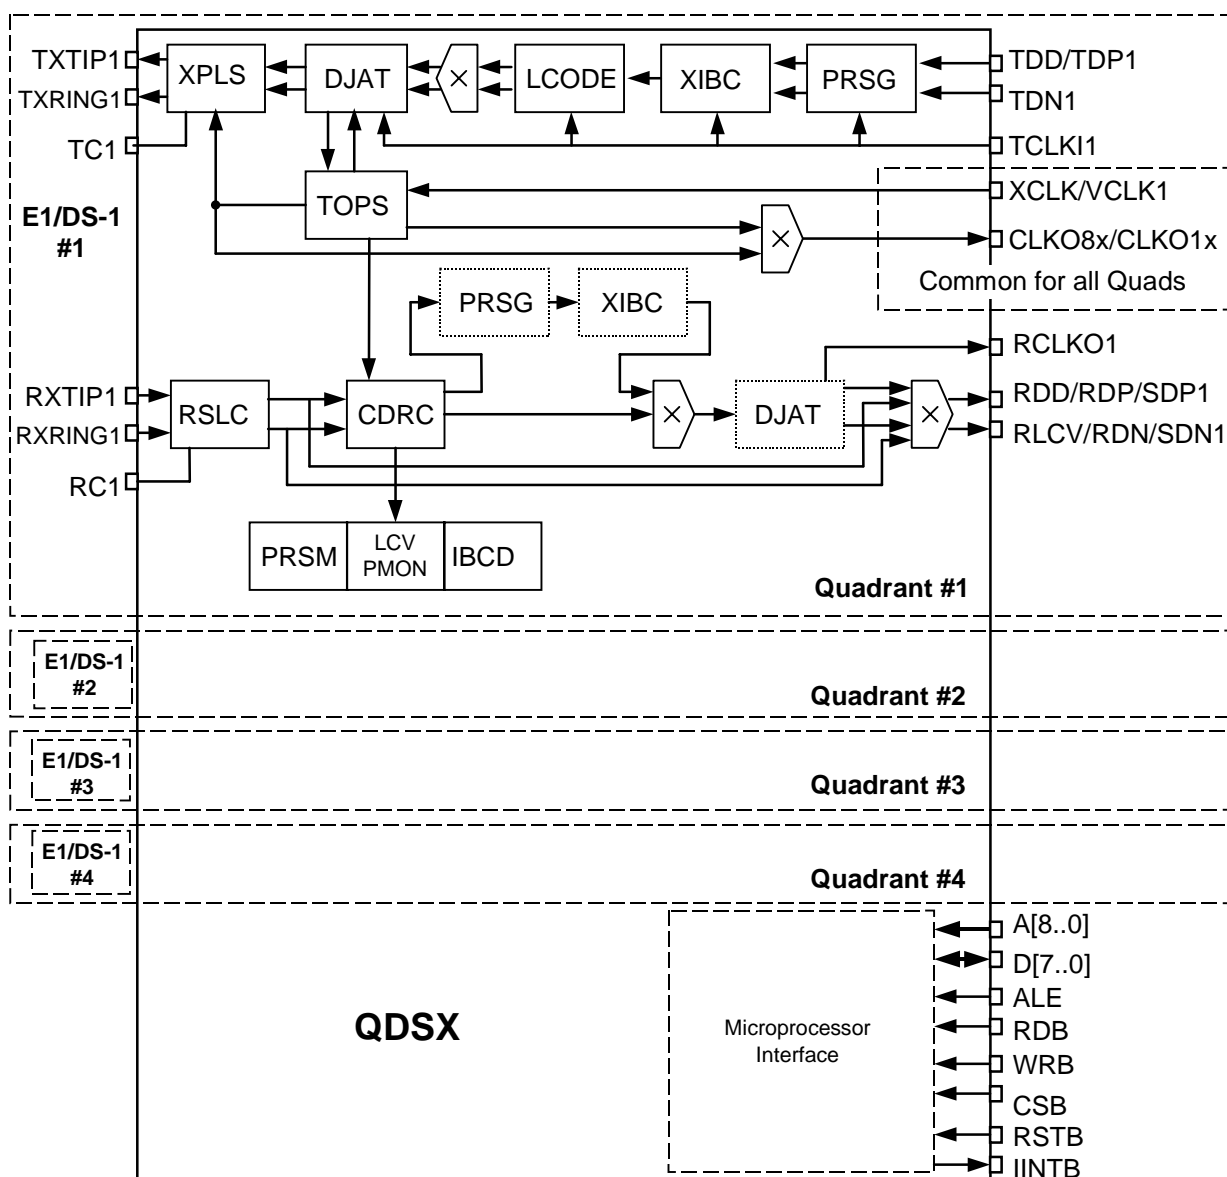 TXTIP1
TXRING1
TC1
XPLS
DJAT
×
LCODE
XIBC
PRSG
TDD/TDP1
TDN1
TCLKI1
E1/DS-1
#1
TOPS
×
XCLK/VCLK1
CLKO8x/CLKO1x
Common for all Quads
PRSG
XIBC
RCLKO1
RXTIP1
RXRING1
RC1
RSLC
CDRC
×
DJAT
×
RDD/RDP/SDP1
RLCV/RDN/SDN1
PRSM
LCV
PMON
IBCD
Quadrant #1
E1/DS-1
#2
Quadrant #2
E1/DS-1
#3
Quadrant #3
E1/DS-1
#4
Quadrant #4
QDSX
Microprocessor
Interface
A[8..0]
D[7..0]
ALE
RDB
WRB
CSB
RSTB
IINTB